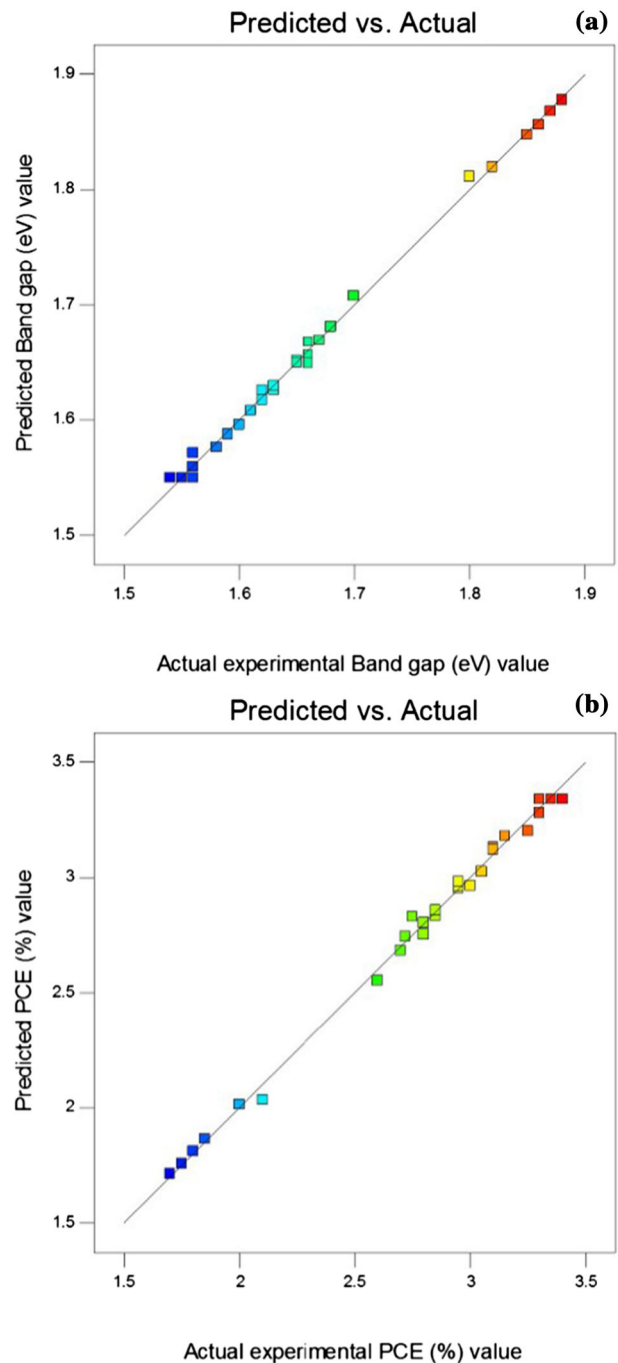 Predicted vs. Actual
(a)
1.9
1.8
1.7
1.6
1.5
Predicted Band gap (eV) value
1.5 1.6 1.7 1.8 1.9
Actual experimental Band gap (eV) value
Predicted vs. Actual
(b)
3.5
3
2.5
2
1.5
Predicted PCE (%) value
1.5 2 2.5 3 3.5
Actual experimental PCE (%) value